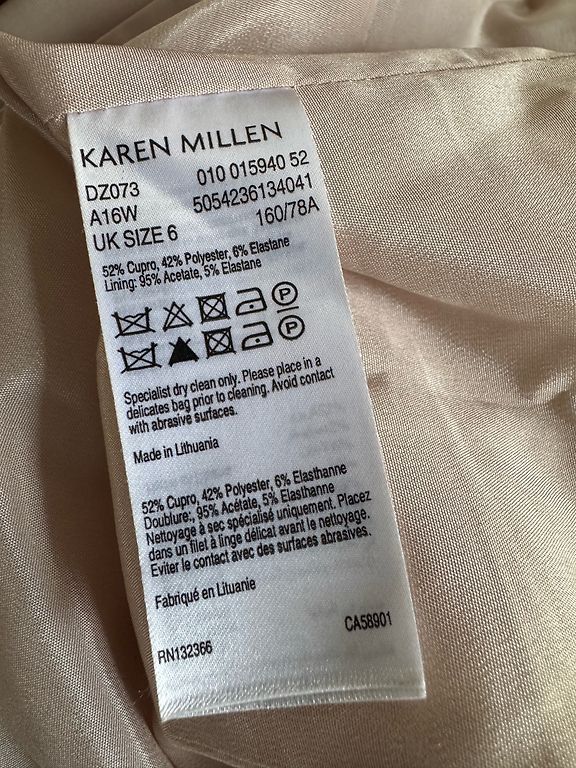 KAREN MILLEN
DZ073 010 015940 52
A16W 5054236134041
UK SIZE 6 160/78A
52% Cupro, 42% Polyester, 6% Elastane
Lining: 95% Acetate, 5% Elastane
P
P
Specialist dry clean only. Please place in a
delicates bag prior to cleaning. Avoid contact
with abrasive surfaces.
Made in Lithuania
52% Cupro, 42% Polyester, 6% Elasthanne
Doublure:, 95% Acétate, 5% Elasthanne
Nettoyage à sec spécialisé uniquement. Placez
dans un filet à linge délicat avant le nettoyage.
Eviter le contact avec des surfaces abrasives.
Fabriqué en Lituanie
RN132366 CA58901